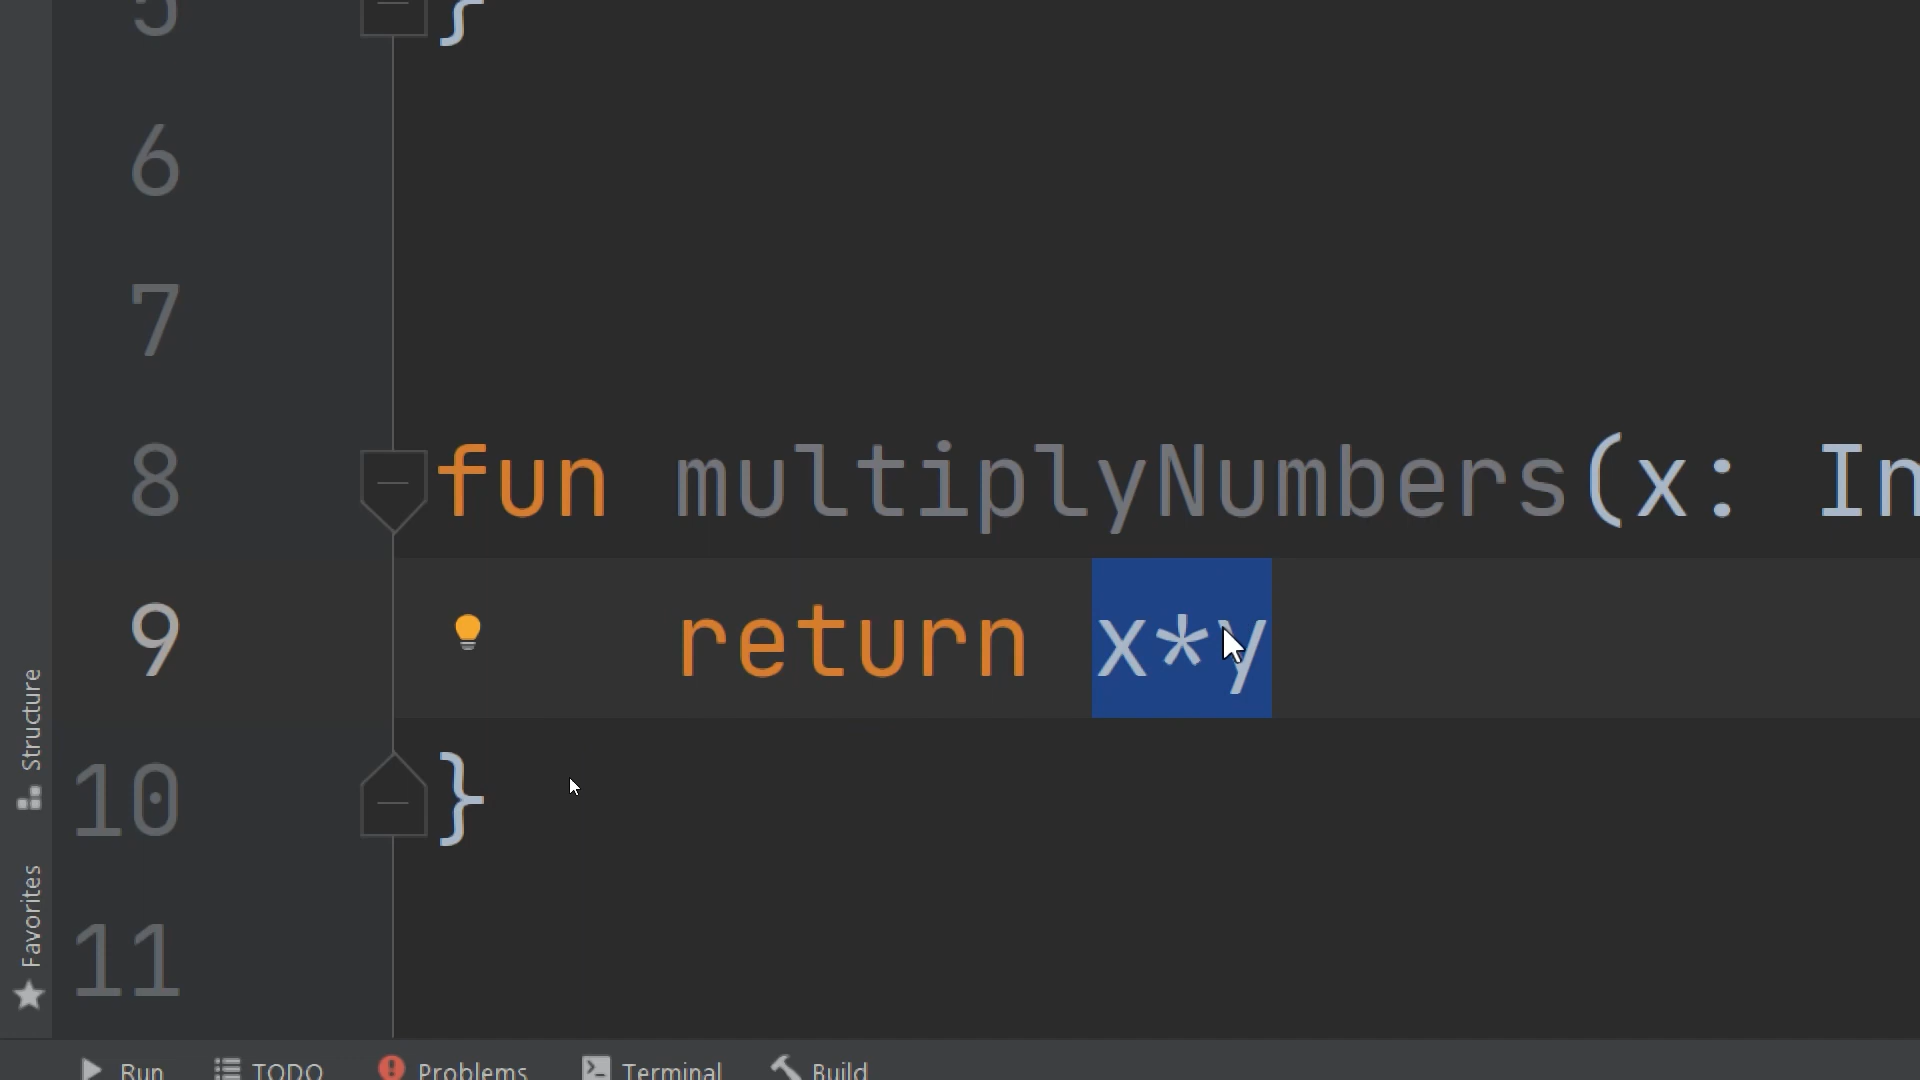 5 }
6
7
8 fun multiplyNumbers(x: In
9 return x*y
10 }
11
Structure
Favorites
Run TODO Problems Terminal Build